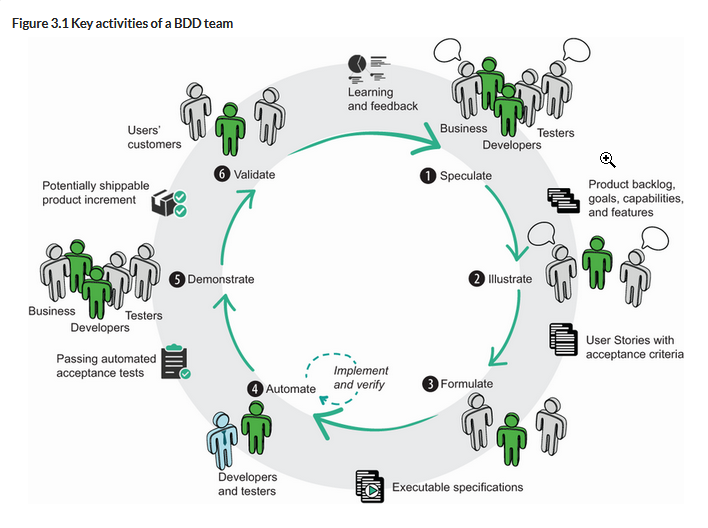 Figure 3.1 Key activities of a BDD team
Learning
and feedback
Business
Developers
Testers
Users'
customers
6 Validate
1 Speculate
Product backlog,
goals, capabilities,
and features
Potentially shippable
product increment
5 Demonstrate
2 Illustrate
Business
Developers
Testers
User Stories with
acceptance criteria
Passing automated
acceptance tests
Implement
and verify
4 Automate
3 Formulate
Developers
and testers
Executable specifications